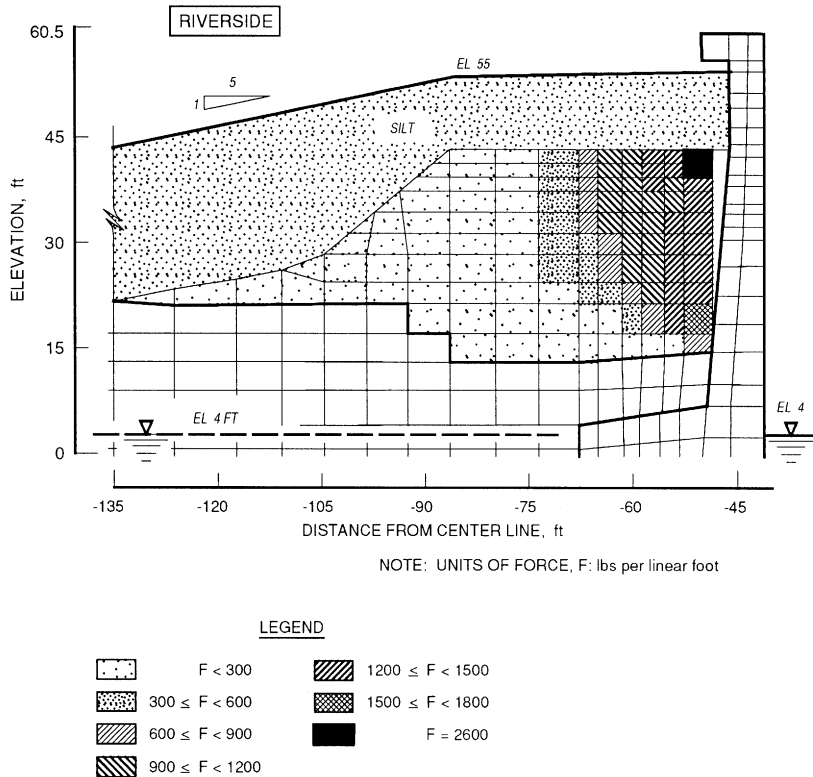 RIVERSIDE
60.5
45
30
15
0
ELEVATION, ft
5
1
EL 55
SILT
EL 4 FT
EL 4
-135 -120 -105 -90 -75 -60 -45
DISTANCE FROM CENTER LINE, ft
NOTE: UNITS OF FORCE, F: lbs per linear foot
LEGEND
F < 300
300 ≤ F < 600
600 ≤ F < 900
900 ≤ F < 1200
1200 ≤ F < 1500
1500 ≤ F < 1800
F = 2600